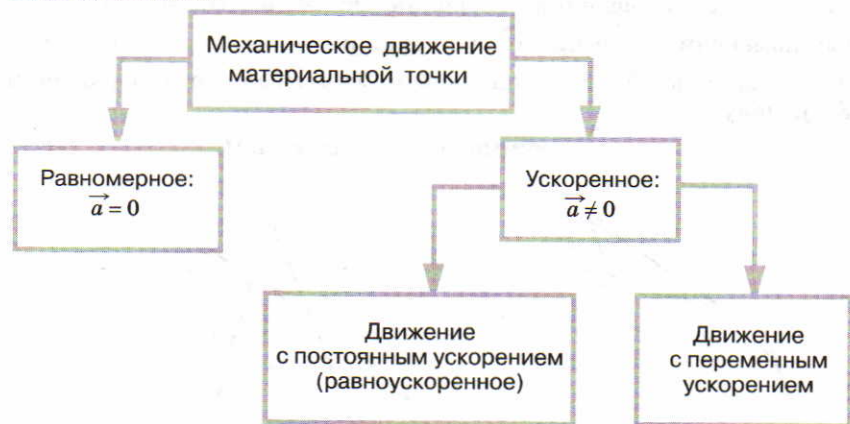 Механическое движение
материальной точки
Равномерное:
a⃗ = 0
Ускоренное:
a⃗ ≠ 0
Движение
с постоянным ускорением
(равноускоренное)
Движение
с переменным
ускорением